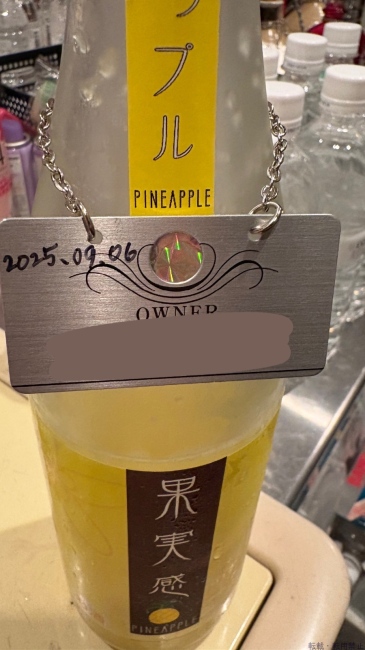 プル
PINEAPPLE
2025.09.06
OWNER
果実感
PINEAPPLE